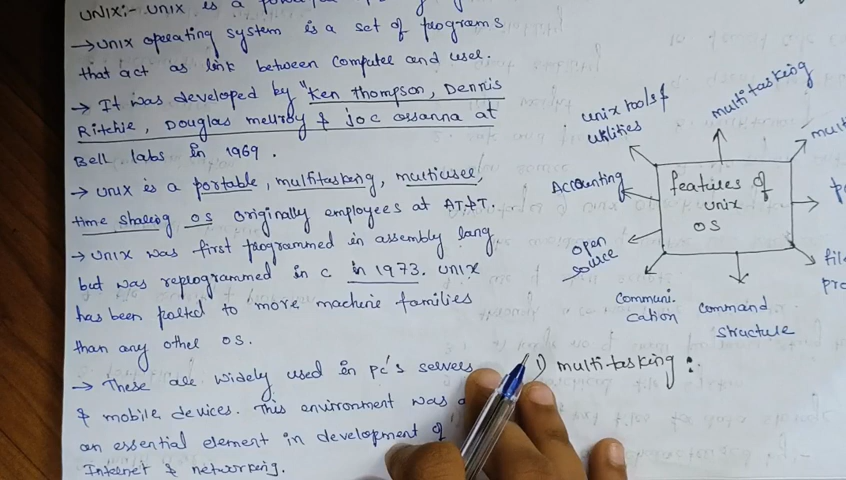 UNIX:- UNIX is a
→ UNIX operating system is a set of programs
that act as link between computer and user.
→ It was developed by "Ken Thompson, Dennis
Ritchie, Douglas mcllroy & joc ossanna at
Bell labs in 1969.
→ UNIX is a portable, multitasking, multiuser,
time sharing OS originally employees at AT&T.
→ UNIX was first programmed in assembly lang
but was reprogrammed in c in 1973. UNIX
has been ported to more machine families
than any other OS.
→ These are widely used in pc's servers
& mobile devices. This environment was
an essential element in development of
Internet & networking.
features of
unix
OS
unix tools &
utilities
multitasking
Accounting
open
source
communi-
cation
command
structure
1) multitasking :-